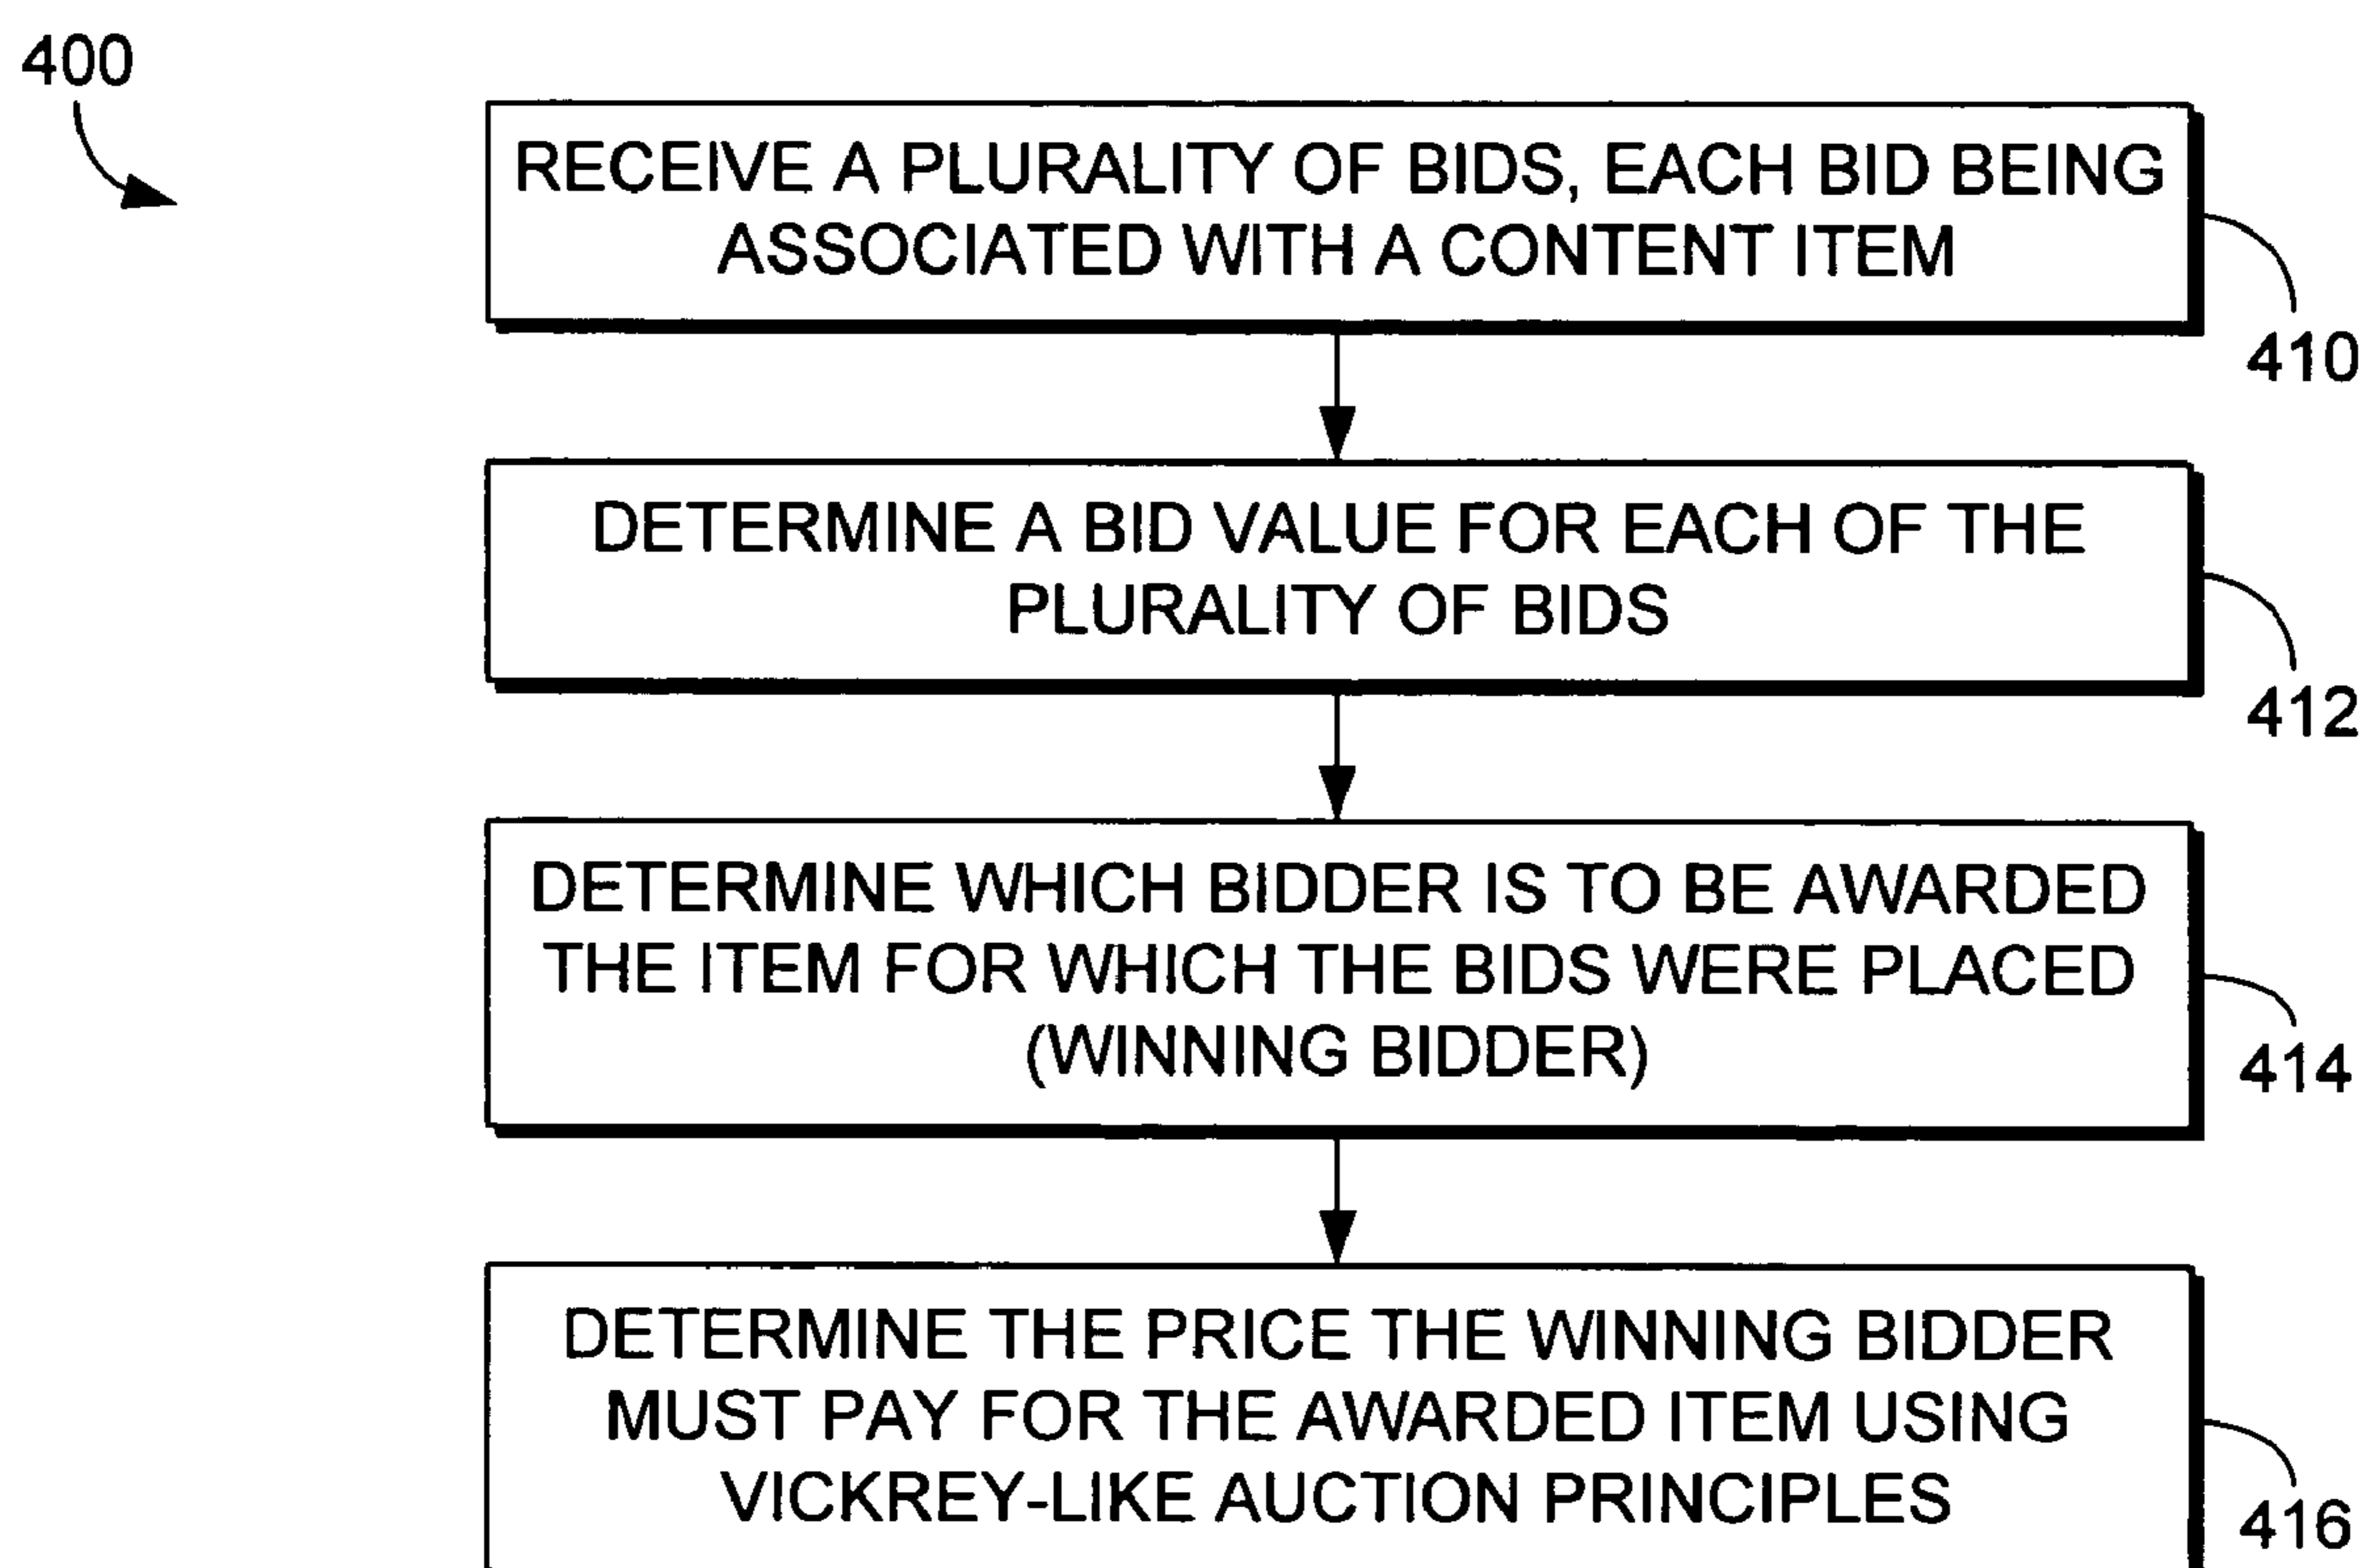 400
RECEIVE A PLURALITY OF BIDS, EACH BID BEING
ASSOCIATED WITH A CONTENT ITEM
410
DETERMINE A BID VALUE FOR EACH OF THE
PLURALITY OF BIDS
412
DETERMINE WHICH BIDDER IS TO BE AWARDED
THE ITEM FOR WHICH THE BIDS WERE PLACED
(WINNING BIDDER)
414
DETERMINE THE PRICE THE WINNING BIDDER
MUST PAY FOR THE AWARDED ITEM USING
VICKREY-LIKE AUCTION PRINCIPLES
416